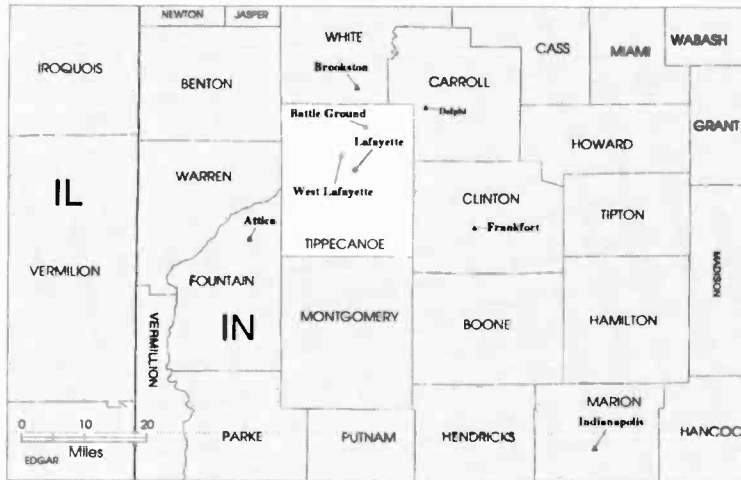 NEWTON
JASPER
WHITE
CASS
MIAMI
WABASH
IROQUOIS
BENTON
Brookston
CARROLL
Delphi
Battle Ground
Lafayette
HOWARD
GRANT
WARREN
West Lafayette
CLINTON
IL
Attica
Frankfort
TIPTON
TIPPECANOE
VERMILION
FOUNTAIN
MADISON
MONTGOMERY
IN
BOONE
HAMILTON
VERMILLION
MARION
Indianapolis
0 10 20
Miles
PARKE
PUTNAM
HENDRICKS
HANCOC
EDGAR